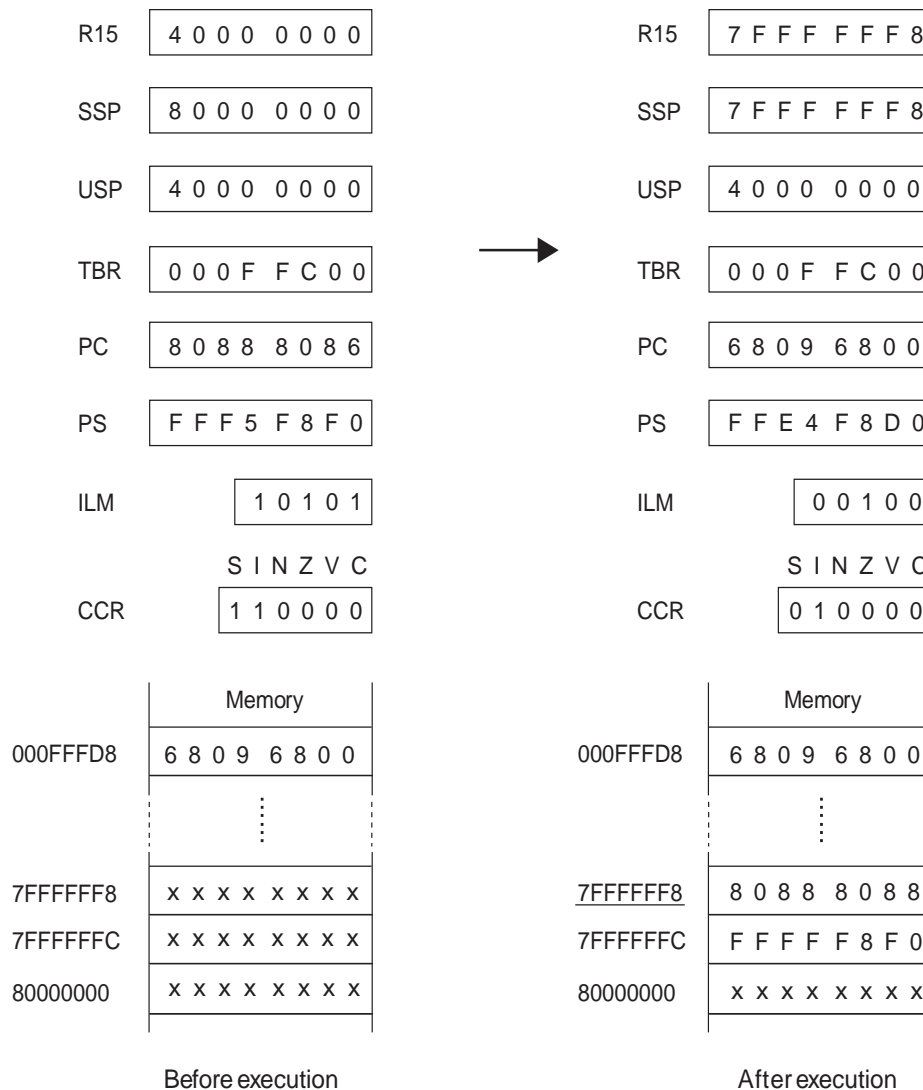 R15 4 0 0 0 0 0 0 0
SSP 8 0 0 0 0 0 0 0
USP 4 0 0 0 0 0 0 0
TBR 0 0 0 F F C 0 0
PC 8 0 8 8 8 0 8 6
PS F F F 5 F 8 F 0
ILM 1 0 1 0 1
S I N Z V C
CCR 1 1 0 0 0 0
Memory
000FFFD8 6 8 0 9 6 8 0 0
7FFFFFF8 x x x x x x x x
7FFFFFFC x x x x x x x x
80000000 x x x x x x x x
Before execution
R15 7 F F F F F F 8
SSP 7 F F F F F F 8
USP 4 0 0 0 0 0 0 0
TBR 0 0 0 F F C 0 0
PC 6 8 0 9 6 8 0 0
PS F F E 4 F 8 D 0
ILM 0 0 1 0 0
S I N Z V C
CCR 0 1 0 0 0 0
Memory
000FFFD8 6 8 0 9 6 8 0 0
7FFFFFF8 8 0 8 8 8 0 8 8
7FFFFFFC F F F F F 8 F 0
80000000 x x x x x x x x
After execution